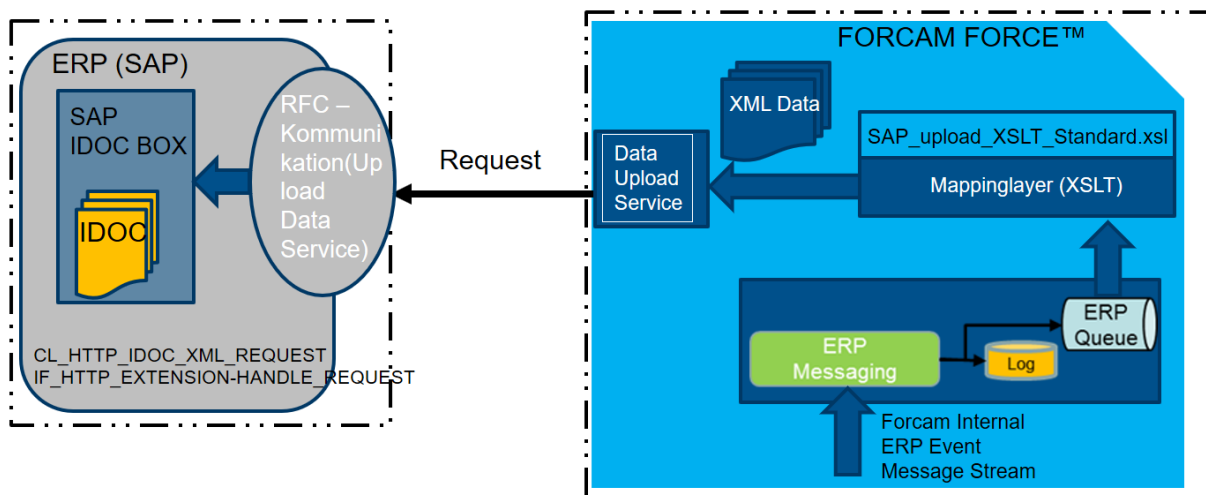 ERP (SAP)
SAP
IDOC BOX
IDOC
RFC –
Kommuni
kation(Up
load
Data
Service)
CL_HTTP_IDOC_XML_REQUEST
IF_HTTP_EXTENSION-HANDLE_REQUEST
Request
FORCAM FORCE™
XML Data
Data
Upload
Service
SAP_upload_XSLT_Standard.xsl
Mappinglayer (XSLT)
ERP
Queue
ERP
Messaging
Log
Forcam Internal
ERP Event
Message Stream